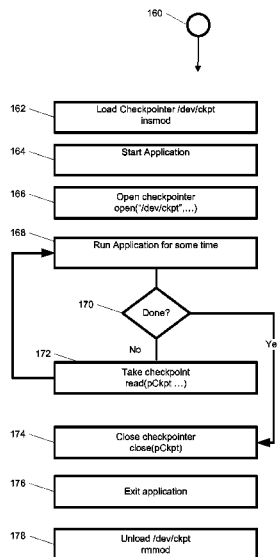 160
162
Load Checkpointer /dev/ckpt
insmod
164
Start Application
166
Open checkpointer
open("/dev/ckpt",...)
168
Run Application for some time
170
Done?
No
Ye
172
Take checkpoint
read(pCkpt ...)
174
Close checkpointer
close(pCkpt)
176
Exit application
178
Unload /dev/ckpt
rmmod